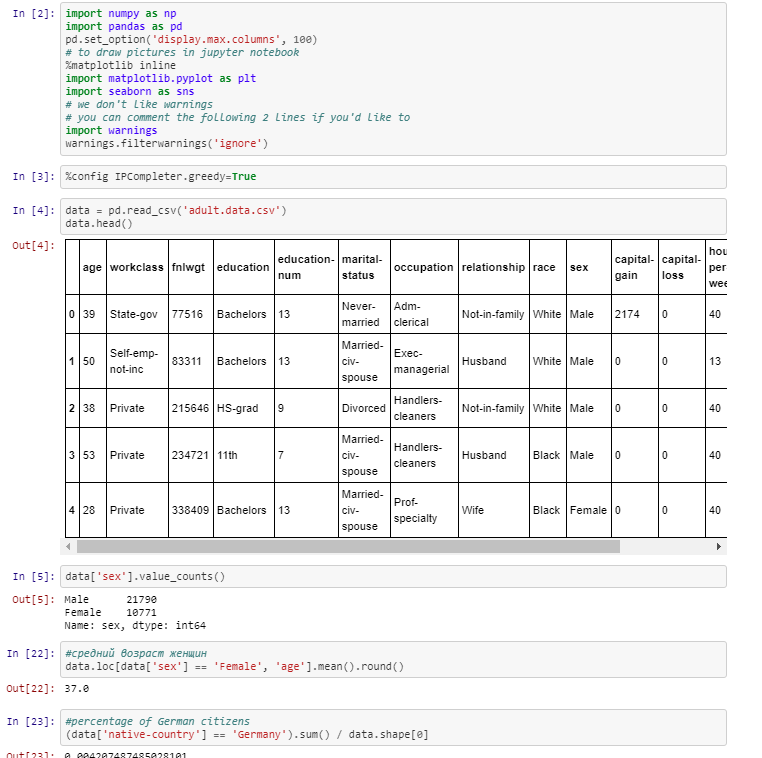 In [2]: import numpy as np
import pandas as pd
pd.set_option('display.max.columns', 100)
# to draw pictures in jupyter notebook
%matplotlib inline
import matplotlib.pyplot as plt
import seaborn as sns
# we don't like warnings
# you can comment the following 2 lines if you'd like to
import warnings
warnings.filterwarnings('ignore')
In [3]: %config IPCompleter.greedy=True
In [4]: data = pd.read_csv('adult.data.csv')
data.head()
Out[4]:
age workclass fnlwgt education education-num marital-status occupation relationship race sex capital-gain capital-loss hou per wee
0 39 State-gov 77516 Bachelors 13 Never-married Adm-clerical Not-in-family White Male 2174 0 40
1 50 Self-emp-not-inc 83311 Bachelors 13 Married-civ-spouse Exec-managerial Husband White Male 0 0 13
2 38 Private 215646 HS-grad 9 Divorced Handlers-cleaners Not-in-family White Male 0 0 40
3 53 Private 234721 11th 7 Married-civ-spouse Handlers-cleaners Husband Black Male 0 0 40
4 28 Private 338409 Bachelors 13 Married-civ-spouse Prof-specialty Wife Black Female 0 0 40
In [5]: data['sex'].value_counts()
Out[5]: Male 21790
Female 10771
Name: sex, dtype: int64
In [22]: #средний возраст женщин
data.loc[data['sex'] == 'Female', 'age'].mean().round()
Out[22]: 37.0
In [23]: #percentage of German citizens
(data['native-country'] == 'Germany').sum() / data.shape[0]
Out[23]: 0.004207487485028101